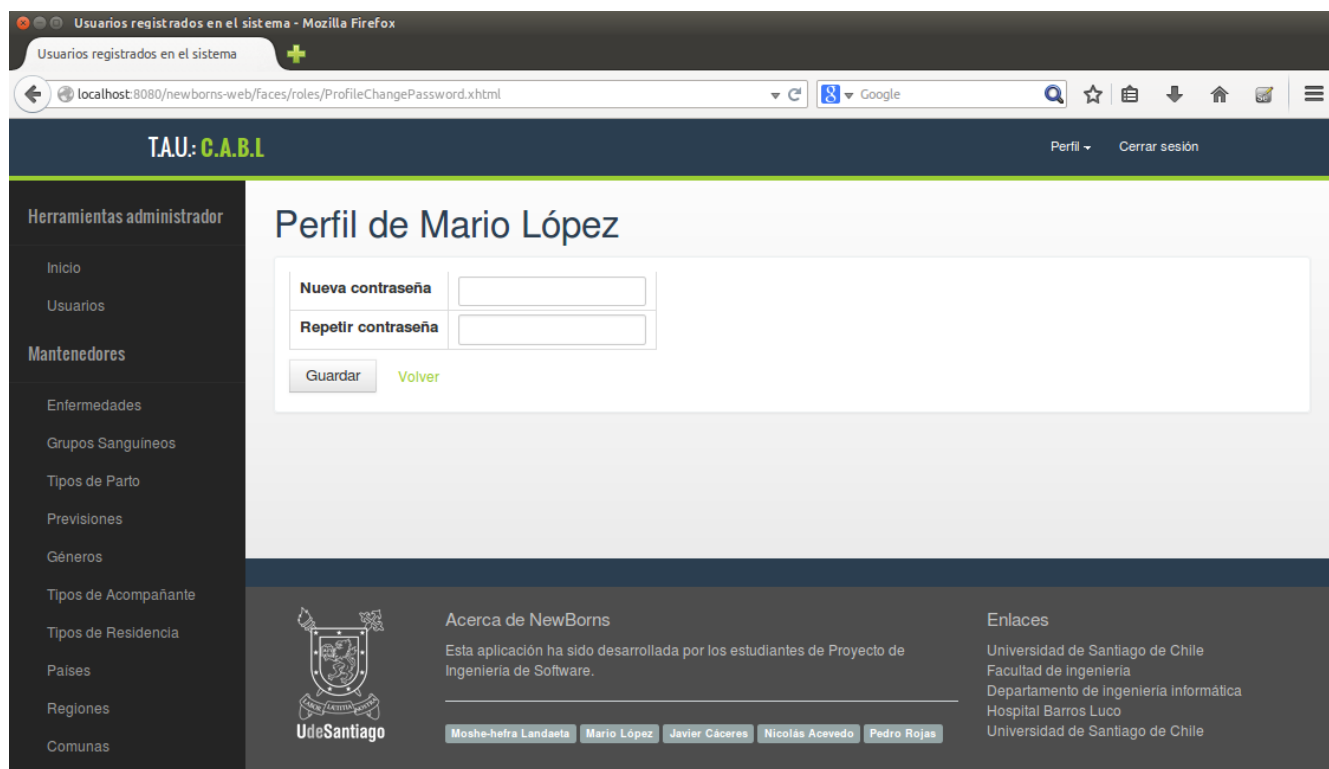 Usuarios registrados en el sistema - Mozilla Firefox
Usuarios registrados en el sistema
localhost:8080/newborns-web/faces/roles/ProfileChangePassword.xhtml
Google
T.A.U.: C.A.B.L
Perfil
Cerrar sesión
Herramientas administrador
Inicio
Usuarios
Mantenedores
Enfermedades
Grupos Sanguíneos
Tipos de Parto
Previsiones
Géneros
Tipos de Acompañante
Tipos de Residencia
Países
Regiones
Comunas
Perfil de Mario López
Nueva contraseña
Repetir contraseña
Guardar
Volver
UdeSantiago
Acerca de NewBorns
Esta aplicación ha sido desarrollada por los estudiantes de Proyecto de
Ingeniería de Software.
Moshe-hefra Landaeta
Mario López
Javier Cáceres
Nicolás Acevedo
Pedro Rojas
Enlaces
Universidad de Santiago de Chile
Facultad de ingeniería
Departamento de ingeniería informática
Hospital Barros Luco
Universidad de Santiago de Chile